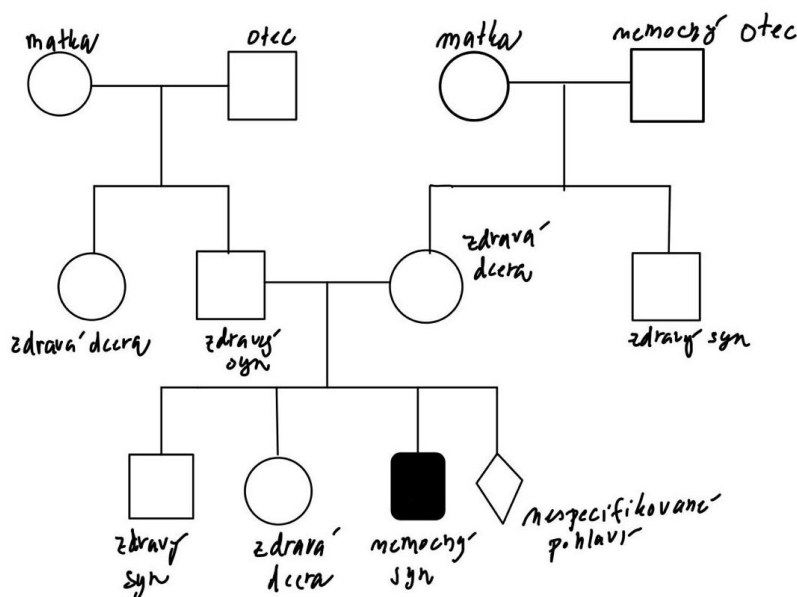 matka
otec
matka
nemocný otec
zdravá
dcera
zdravá dcera
zdravý
syn
zdravý syn
zdravý
syn
zdravá
dcera
nemocný
syn
nespecifikované
pohlaví